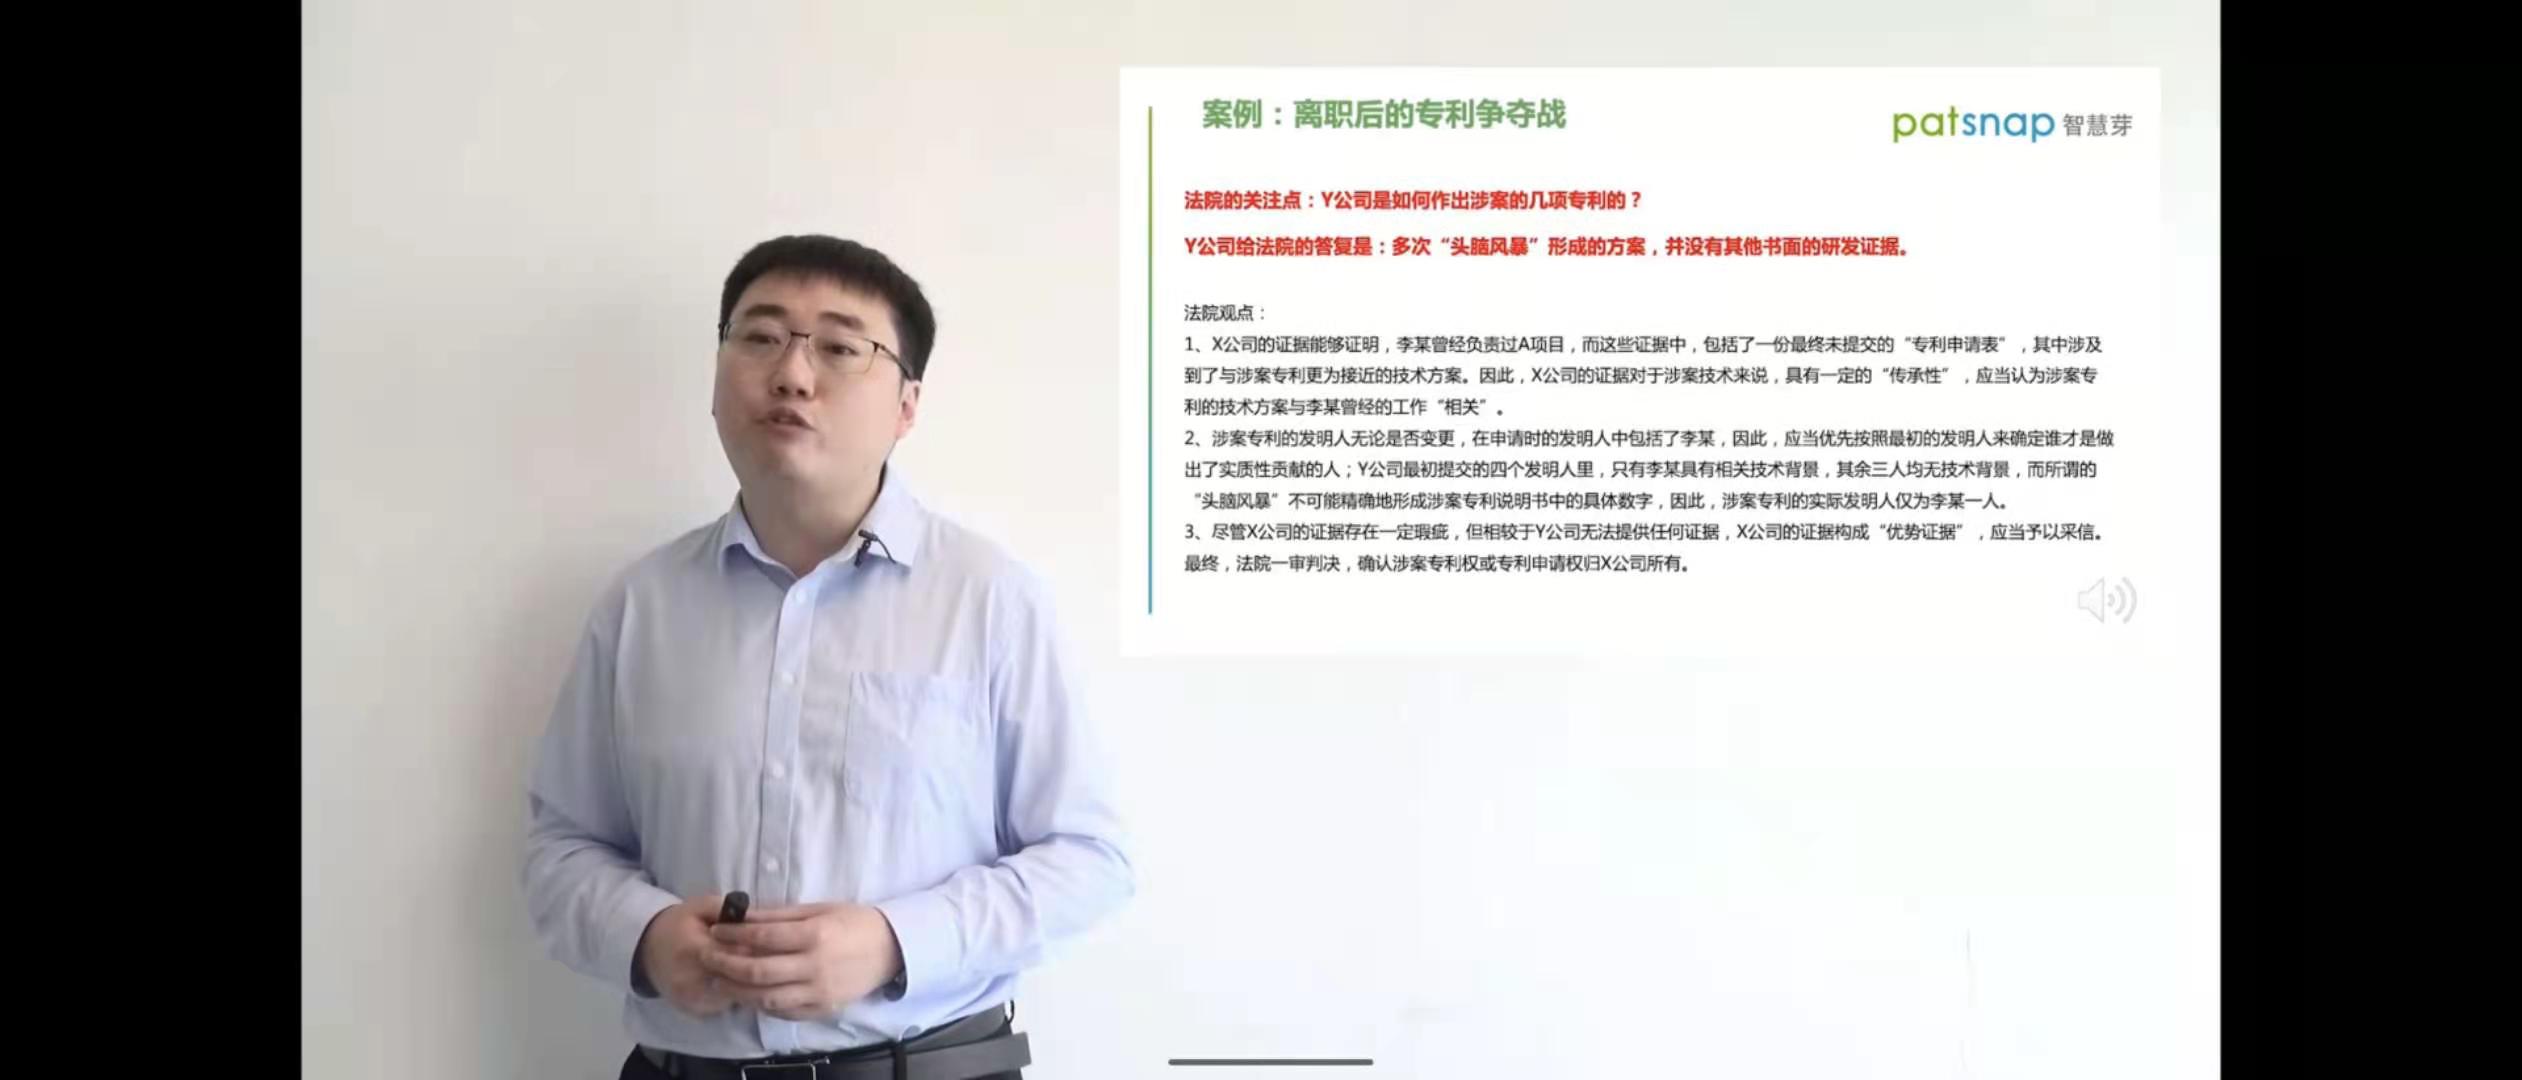 案例：离职后的专利争夺战
patsnap 智慧芽
法院的关注点：Y公司是如何作出涉案的几项专利的？
Y公司给法院的答复是：多次“头脑风暴”形成的方案，并没有其他书面的研发证据。
法院观点：
1、X公司的证据能够证明，李某曾经负责过A项目，而这些证据中，包括了一份最终未提交的“专利申请表”，其中涉及
到了与涉案专利更为接近的技术方案。因此，X公司的证据对于涉案技术来说，具有一定的“传承性”，应当认为涉案专
利的技术方案与李某曾经的工作“相关”。
2、涉案专利的发明人无论是否变更，在申请时的发明人中包括了李某，因此，应当优先按照最初的发明人来确定谁才是做
出了实质性贡献的人；Y公司最初提交的四个发明人里，只有李某具有相关技术背景，其余三人均无技术背景，而所谓的
“头脑风暴”不可能精确地形成涉案专利说明书中的具体数字，因此，涉案专利的实际发明人仅为李某一人。
3、尽管X公司的证据存在一定瑕疵，但相较于Y公司无法提供任何证据，X公司的证据构成“优势证据”，应当予以采信。
最终，法院一审判决，确认涉案专利权或专利申请权归X公司所有。